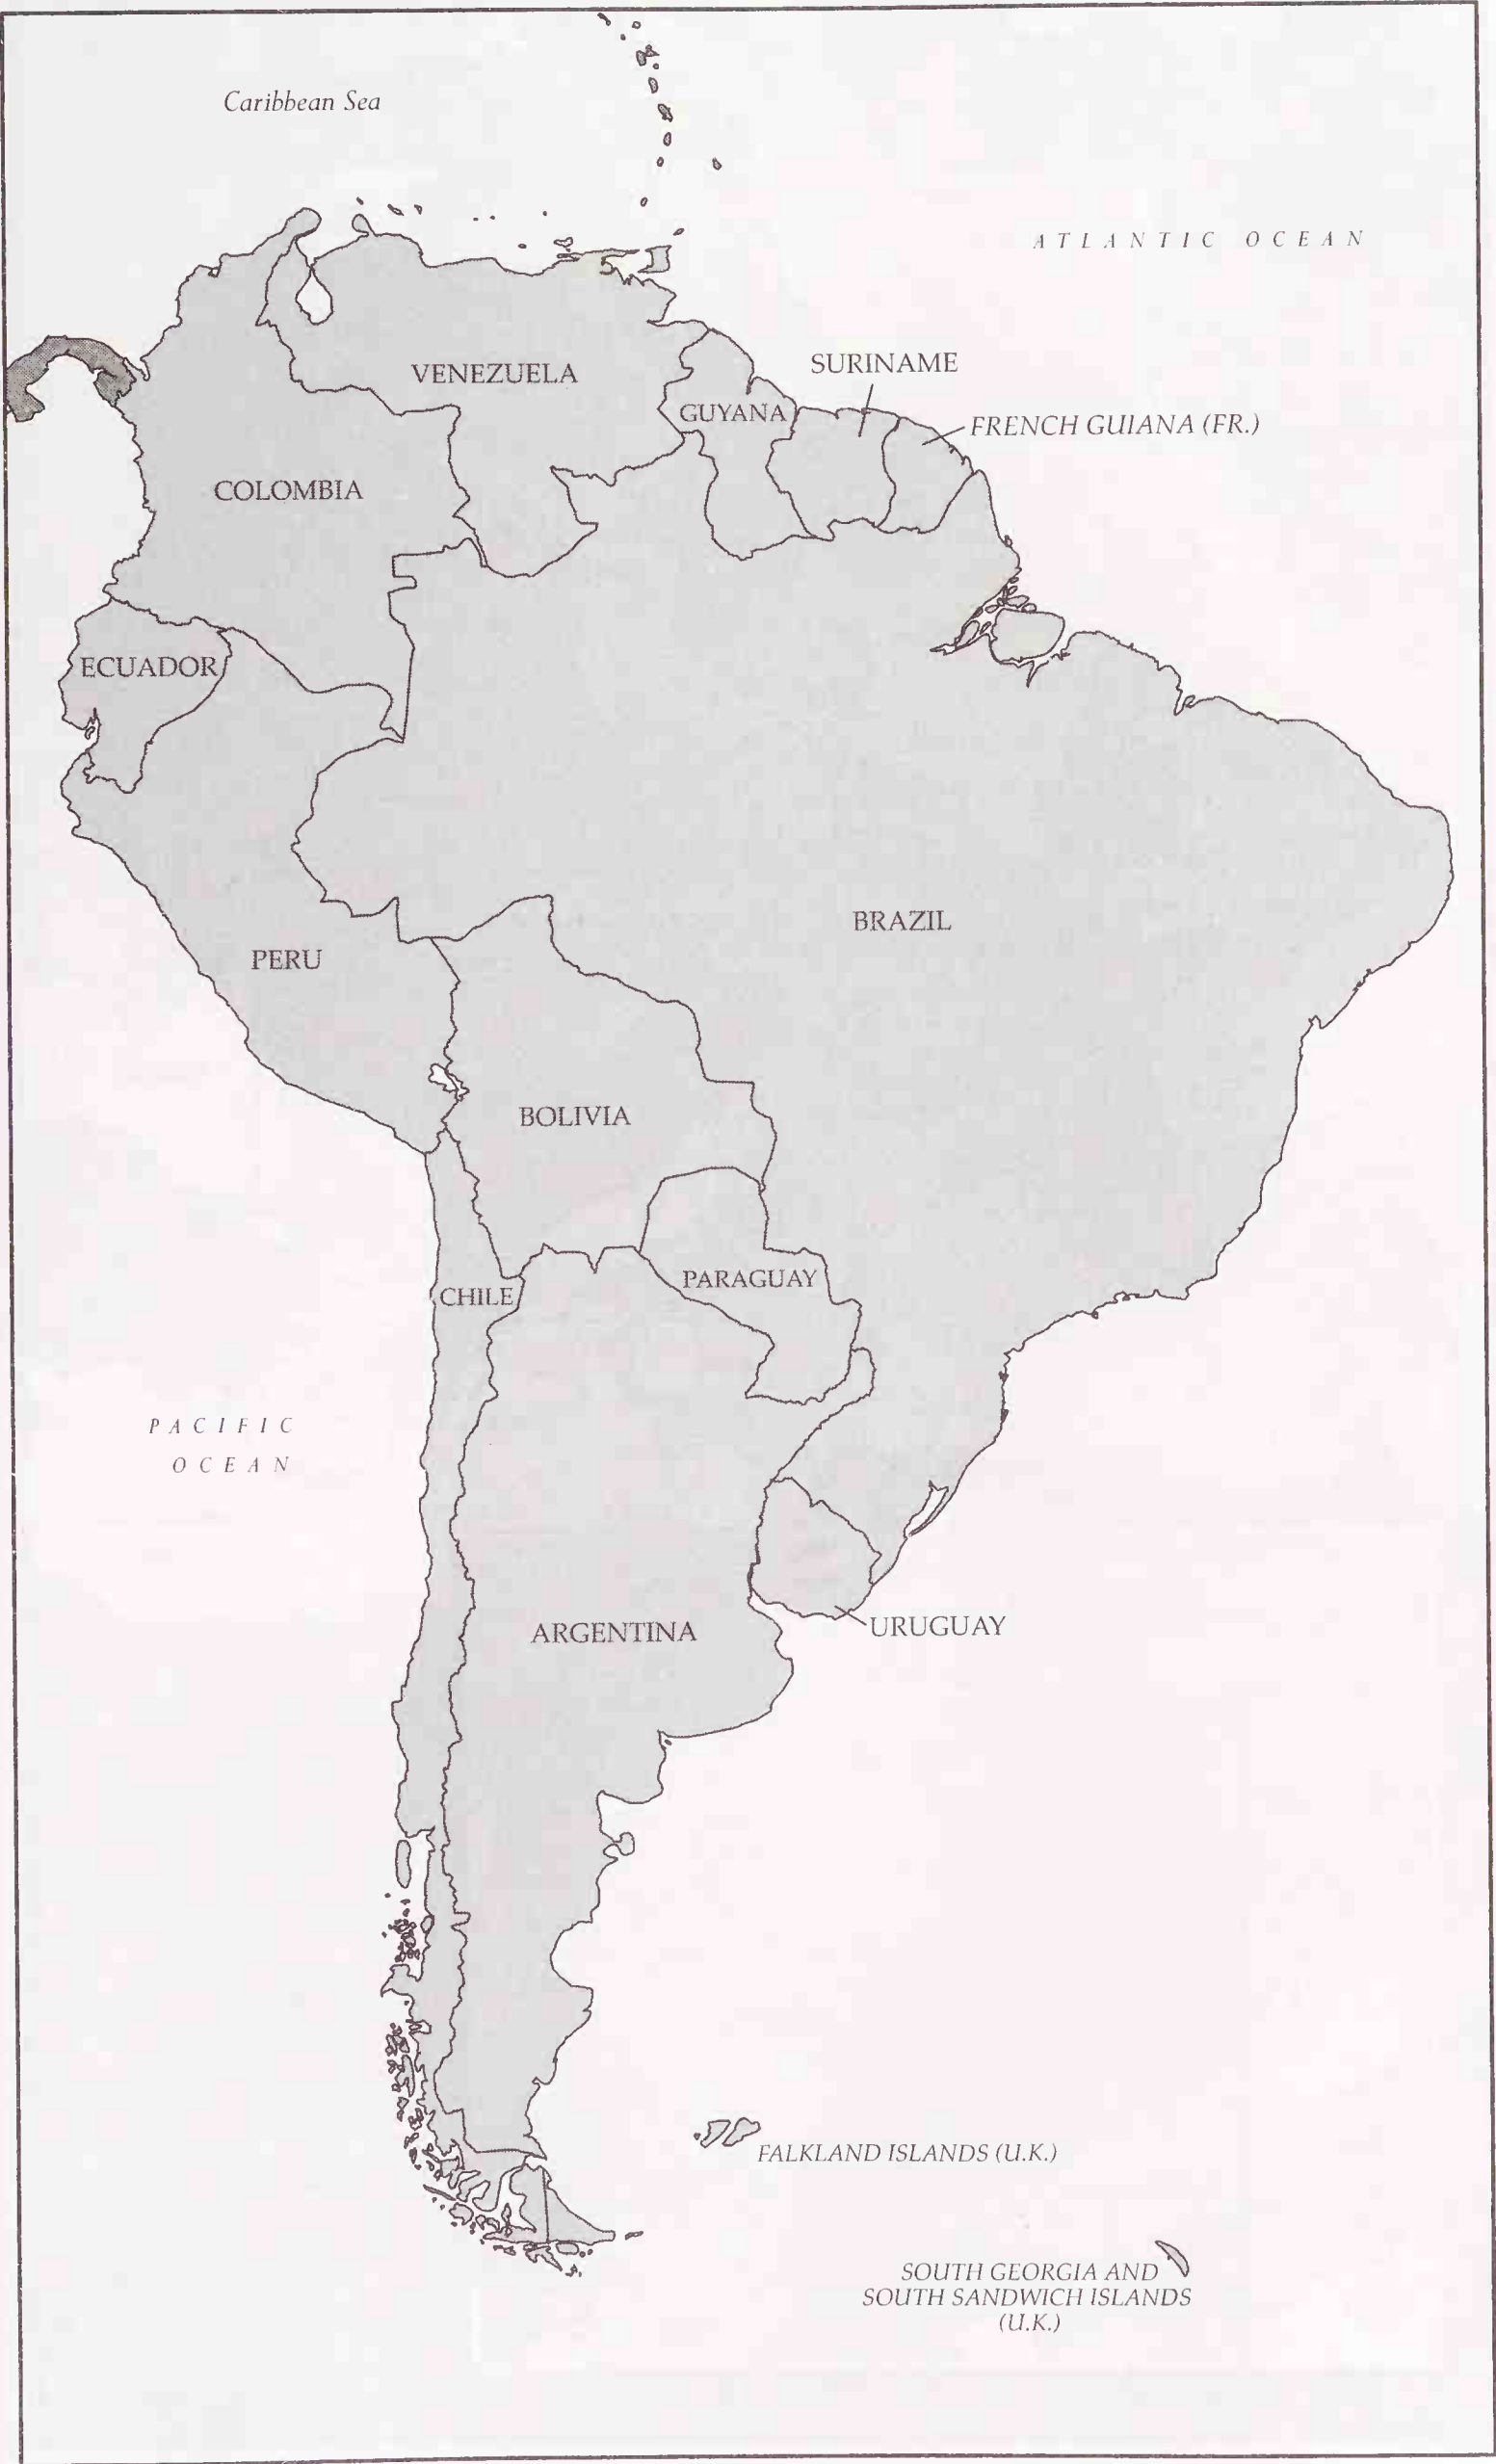 Caribbean Sea
ATLANTIC OCEAN
SURINAME
VENEZUELA
GUYANA
FRENCH GUIANA (FR.)
COLOMBIA
ECUADOR
BRAZIL
PERU
BOLIVIA
PARAGUAY
CHILE
PACIFIC
OCEAN
URUGUAY
ARGENTINA
FALKLAND ISLANDS (U.K.)
SOUTH GEORGIA AND
SOUTH SANDWICH ISLANDS
(U.K.)